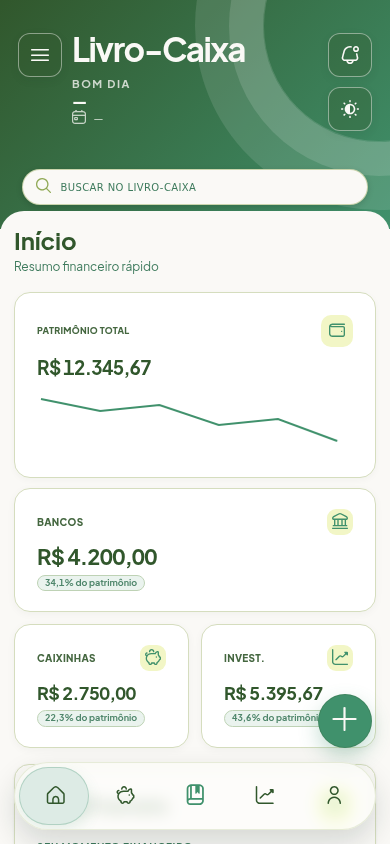 Livro-Caixa
BOM DIA
—
—
BUSCAR NO LIVRO-CAIXA
Início
Resumo financeiro rápido
PATRIMÔNIO TOTAL
R$ 12.345,67
BANCOS
R$ 4.200,00
34,1% do patrimônio
CAIXINHAS
R$ 2.750,00
22,3% do patrimônio
INVEST.
R$ 5.395,67
43,6% do patrimôni